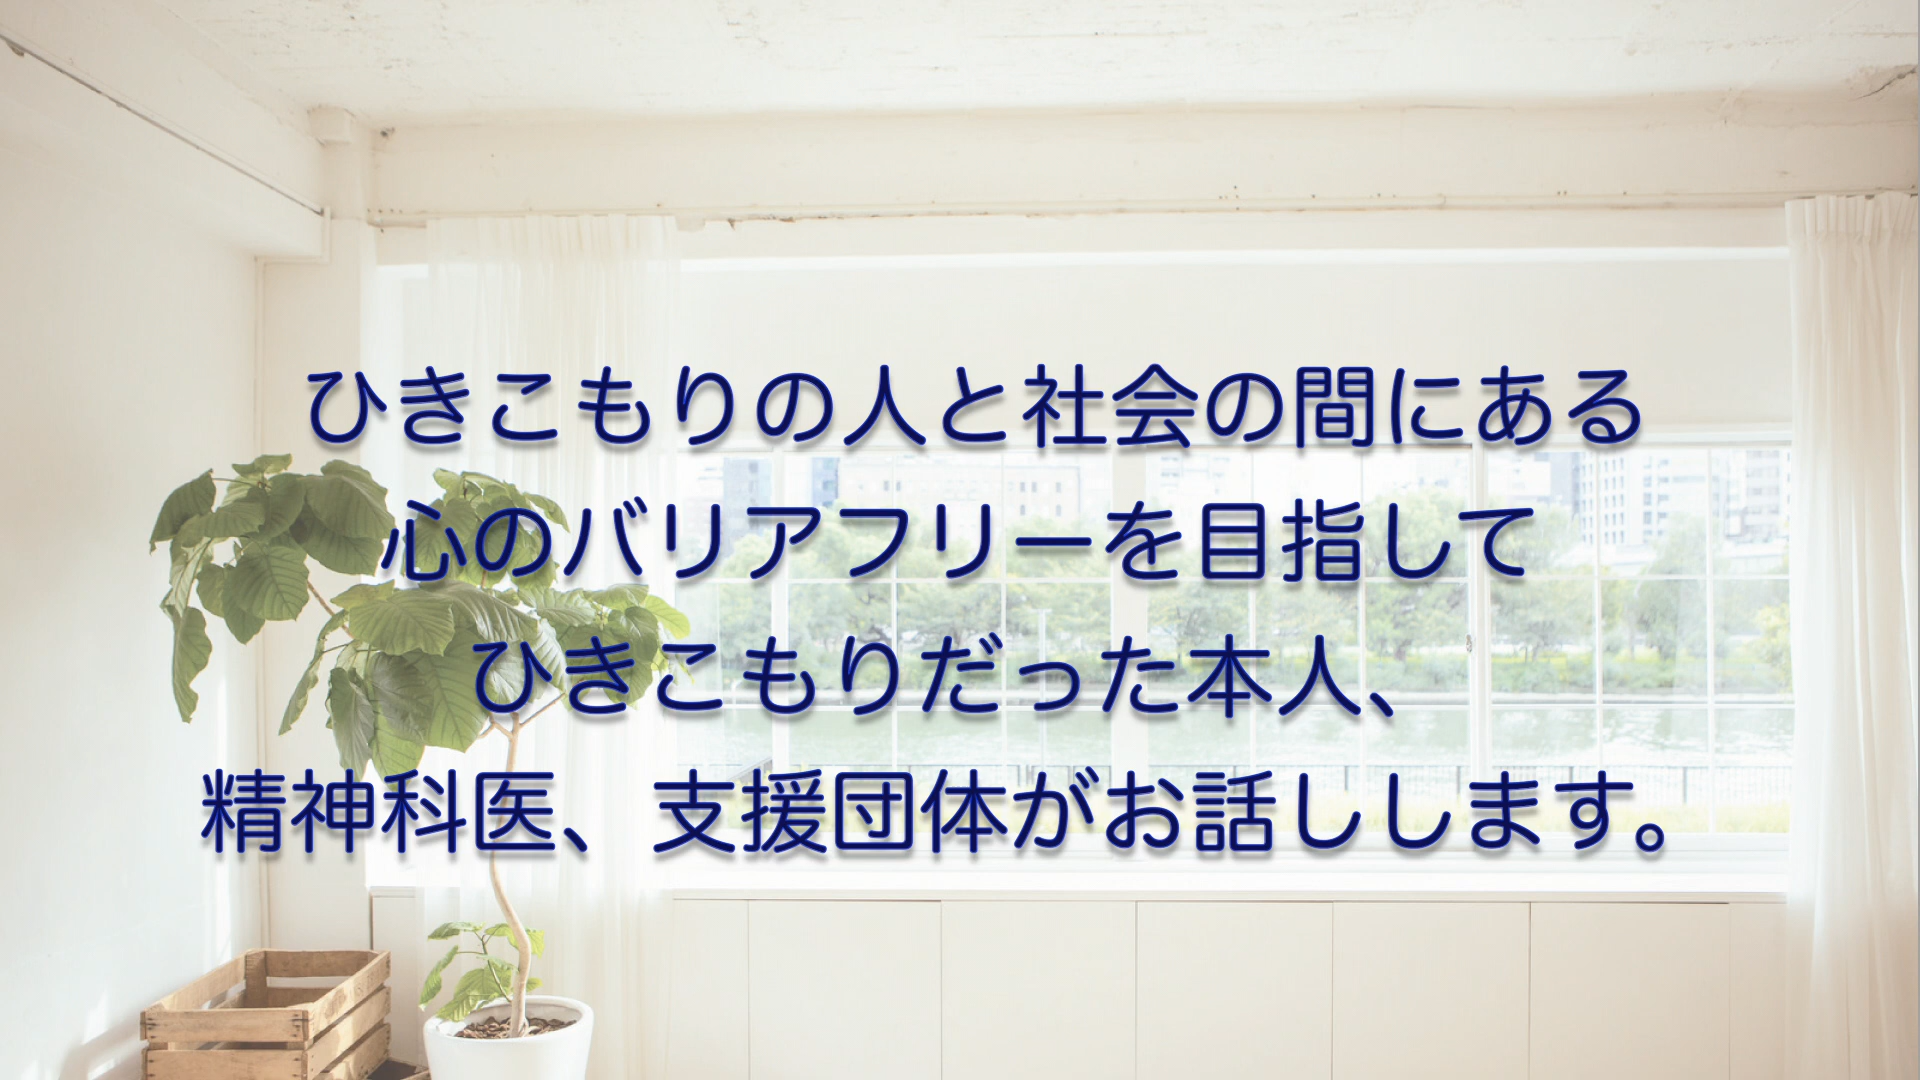 ひきこもりの人と社会の間にある
心のバリアフリーを目指して
ひきこもりだった本人、
精神科医、支援団体がお話しします。